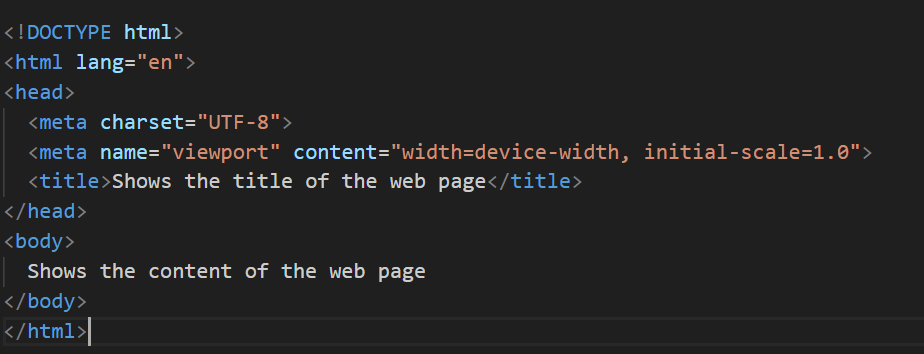 <!DOCTYPE html>
<html lang="en">
<head>
  <meta charset="UTF-8">
  <meta name="viewport" content="width=device-width, initial-scale=1.0">
  <title>Shows the title of the web page</title>
</head>
<body>
  Shows the content of the web page
</body>
</html>